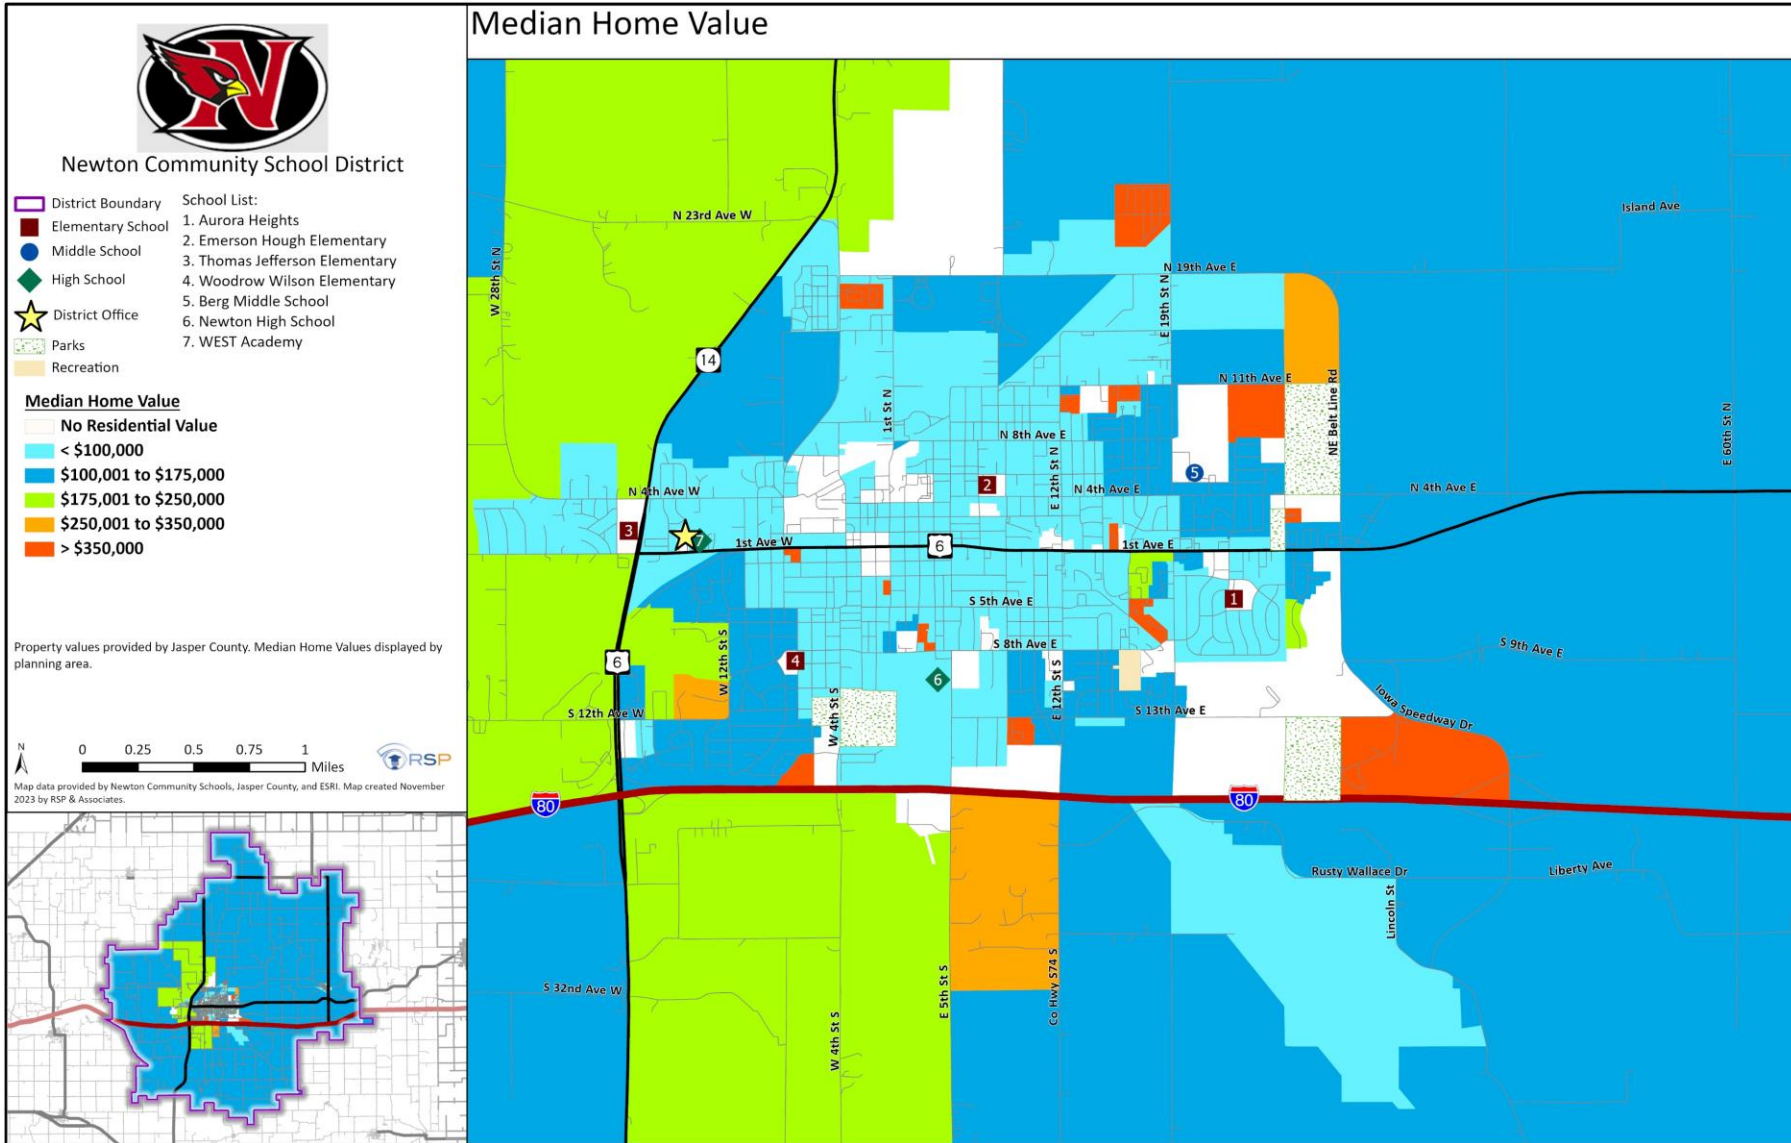 Median Home Value
N
Newton Community School District
District Boundary
Elementary School
Middle School
High School
District Office
Parks
Recreation
School List:
1. Aurora Heights
2. Emerson Hough Elementary
3. Thomas Jefferson Elementary
4. Woodrow Wilson Elementary
5. Berg Middle School
6. Newton High School
7. WEST Academy
Median Home Value
No Residential Value
< $100,000
$100,001 to $175,000
$175,001 to $250,000
$250,001 to $350,000
> $350,000
Property values provided by Jasper County. Median Home Values displayed by
planning area.
N
0 0.25 0.5 0.75 1
Miles
RSP
Map data provided by Newton Community Schools, Jasper County, and ESRI. Map created November
2023 by RSP & Associates.
N 23rd Ave W
Island Ave
W 28th St N
N 19th Ave E
E 19th St N
14
N 11th Ave E
NE Belt Line Rd
1st St N
E 60th St N
N 8th Ave E
E 12th St N
5
2
N 4th Ave W
N 4th Ave E
N 4th Ave E
3
7
1st Ave W
6
1st Ave E
1
S 5th Ave E
S 8th Ave E
S 9th Ave E
6
W 12th St S
4
6
E 12th St S
Iowa Speedway Dr
S 12th Ave W
W 4th St S
S 13th Ave E
80
80
Rusty Wallace Dr
Liberty Ave
Lincoln St
S 32nd Ave W
E 5th St S
Co Hwy S74 S
W 4th St S